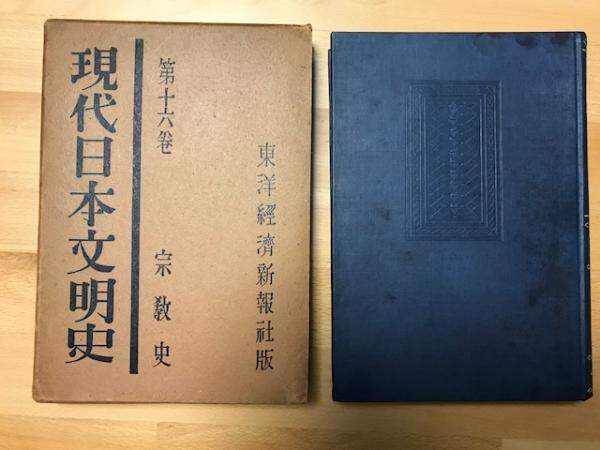 現代日本文明史
第十六巻
宗教史
東洋經濟新報社版